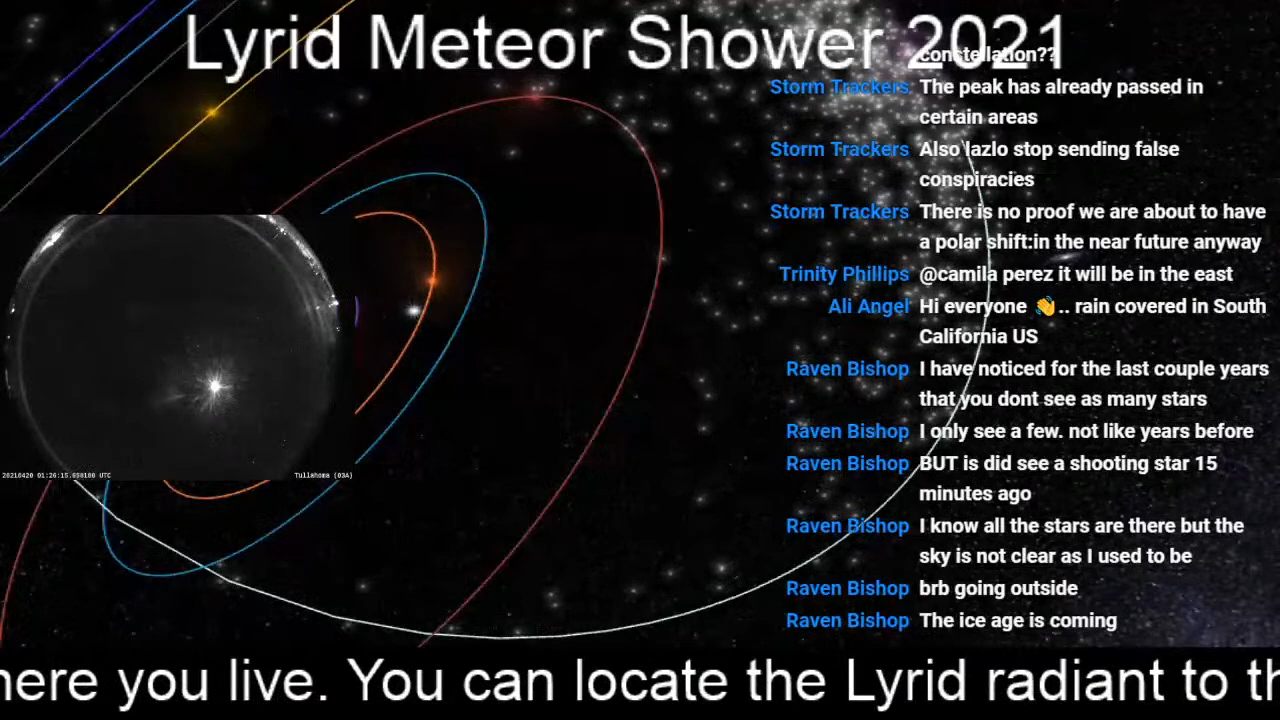 Lyrid Meteor Shower 2021
constellation??
Storm Trackers The peak has already passed in
certain areas
Storm Trackers Also lazlo stop sending false
conspiracies
Storm Trackers There is no proof we are about to have
a polar shift:in the near future anyway
Trinity Phillips @camila perez it will be in the east
Ali Angel Hi everyone 👋.. rain covered in South
California US
Raven Bishop I have noticed for the last couple years
that you dont see as many stars
Raven Bishop I only see a few. not like years before
Raven Bishop BUT is did see a shooting star 15
minutes ago
Raven Bishop I know all the stars are there but the
sky is not clear as I used to be
Raven Bishop brb going outside
Raven Bishop The ice age is coming
UTC
Tullahoma (03A)
here you live. You can locate the Lyrid radiant to th